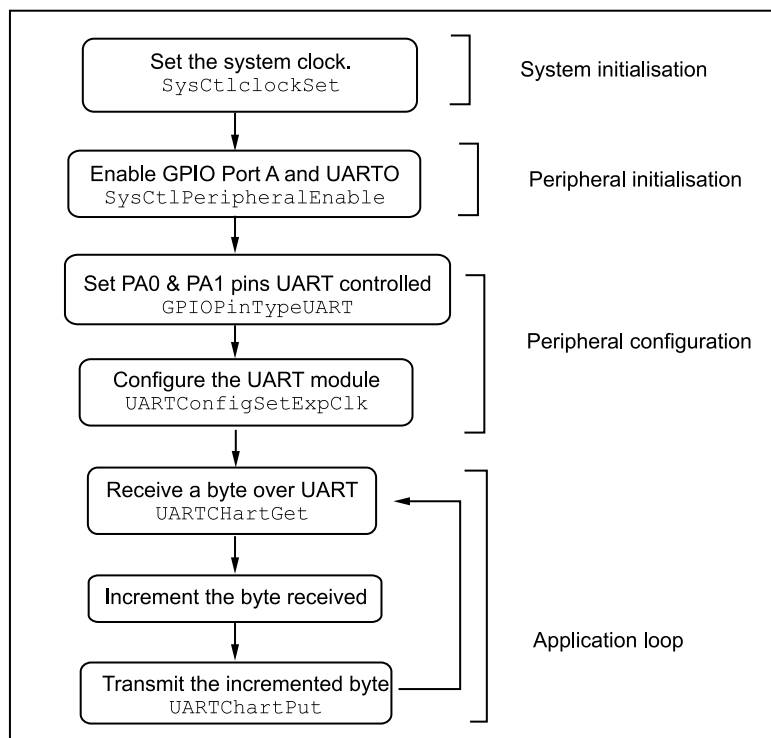 Set the system clock.
SysCtlclockSet
System initialisation
Enable GPIO Port A and UARTO
SysCtlPeripheralEnable
Peripheral initialisation
Set PA0 & PA1 pins UART controlled
GPIOPinTypeUART
Configure the UART module
UARTConfigSetExpClk
Peripheral configuration
Receive a byte over UART
UARTCHartGet
Increment the byte received
Transmit the incremented byte
UARTChartPut
Application loop